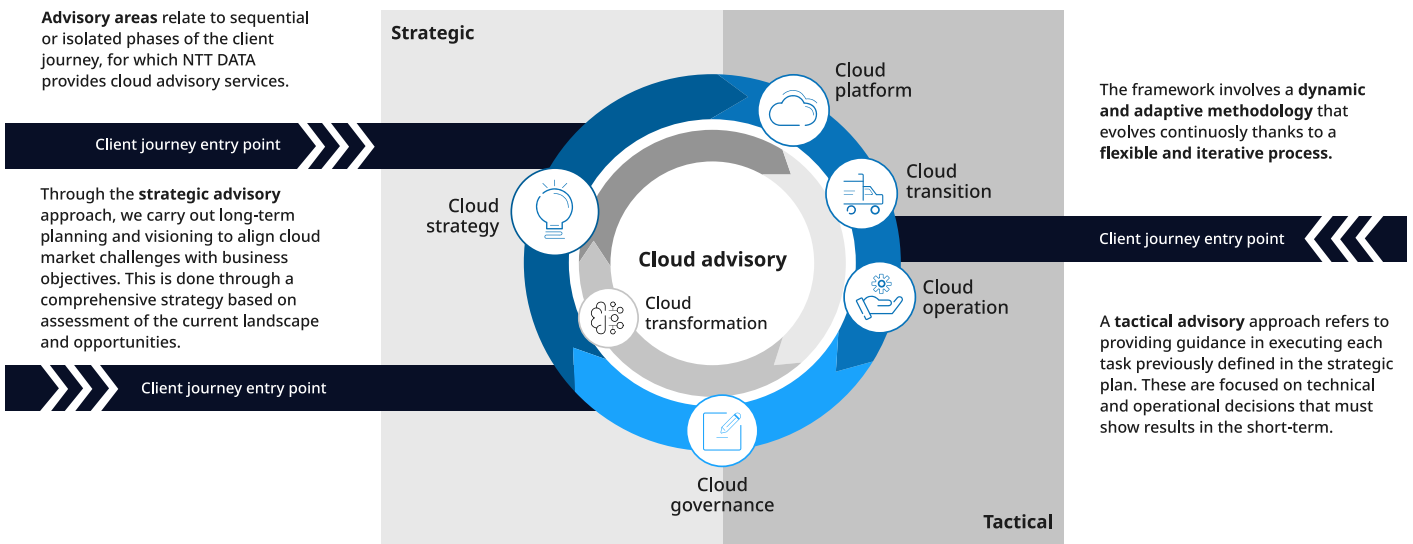 Advisory areas relate to sequential
or isolated phases of the client
journey, for which NTT DATA
provides cloud advisory services.
Client journey entry point
Through the strategic advisory
approach, we carry out long-term
planning and visioning to align cloud
market challenges with business
objectives. This is done through a
comprehensive strategy based on
assessment of the current landscape
and opportunities.
Client journey entry point
Strategic
Cloud
platform
Cloud
transition
Cloud
strategy
Cloud advisory
Cloud
operation
Cloud
transformation
Cloud
governance
Tactical
The framework involves a dynamic
and adaptive methodology that
evolves continuosly thanks to a
flexible and iterative process.
Client journey entry point
A tactical advisory approach refers to
providing guidance in executing each
task previously defined in the strategic
plan. These are focused on technical
and operational decisions that must
show results in the short-term.